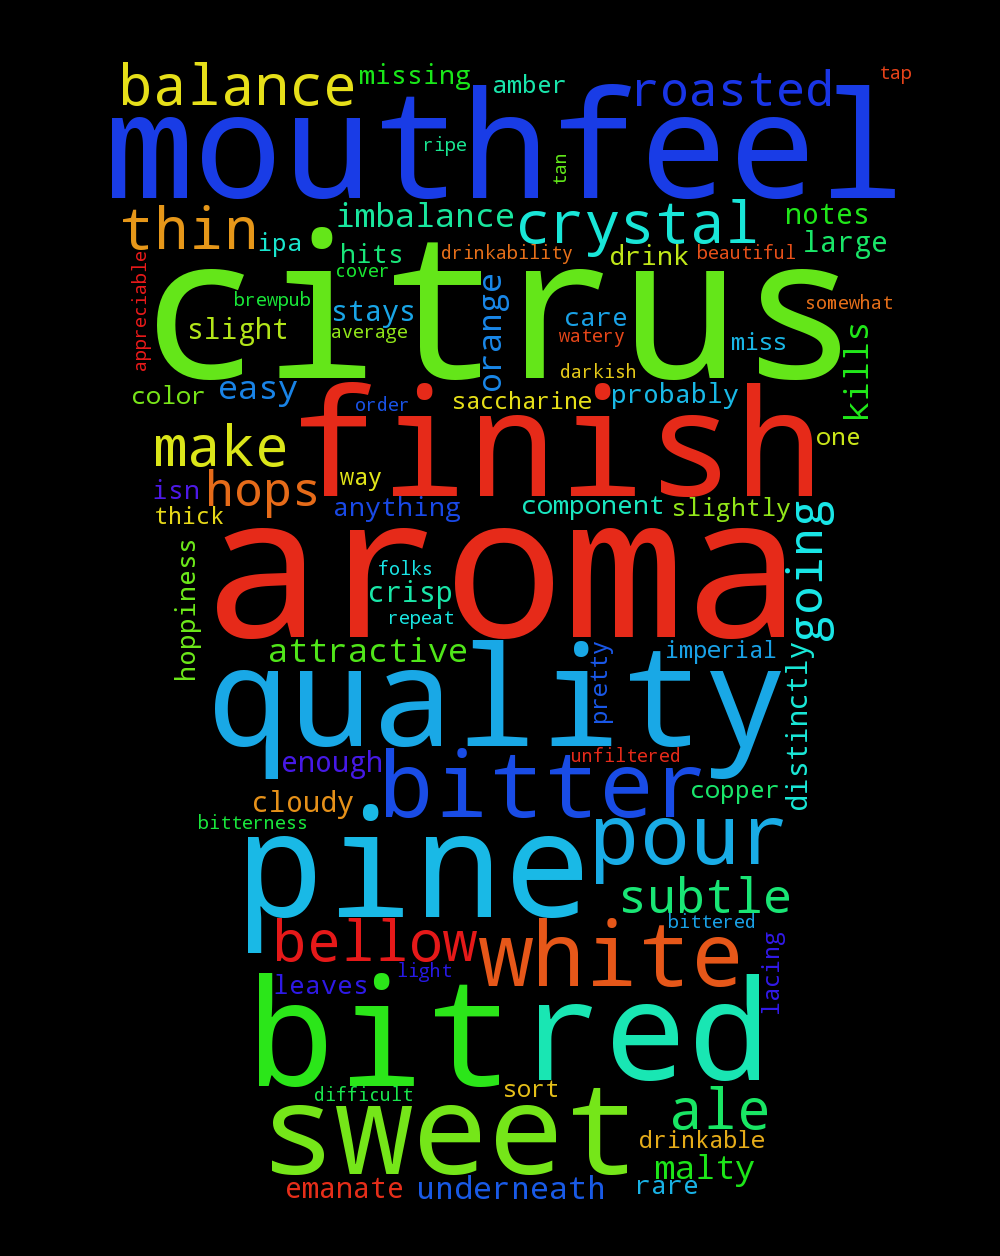 balance
missing
amber
roasted
tap
mouthfeel
ripe
tan
thin
ipa
imbalance
crystal
notes
large
hits
drinkability
drink
beautiful
appreciable
cover
citrus
brewpub
stays
orange
care
somewhat
slight
average
watery
miss
kills
darkish
color
easy
order
saccharine
probably
finish
one
make
way
isn
hops
thick
anything
component
slightly
going
aroma
folks
crisp
repeat
hoppiness
attractive
pretty
imperial
distinctly
quality
enough
bitter
unfiltered
copper
cloudy
bitterness
pine
pour
subtle
bellow
white
bittered
lacing
leaves
light
bit
red
difficult
sort
sweet
ale
drinkable
malty
emanate
underneath
rare